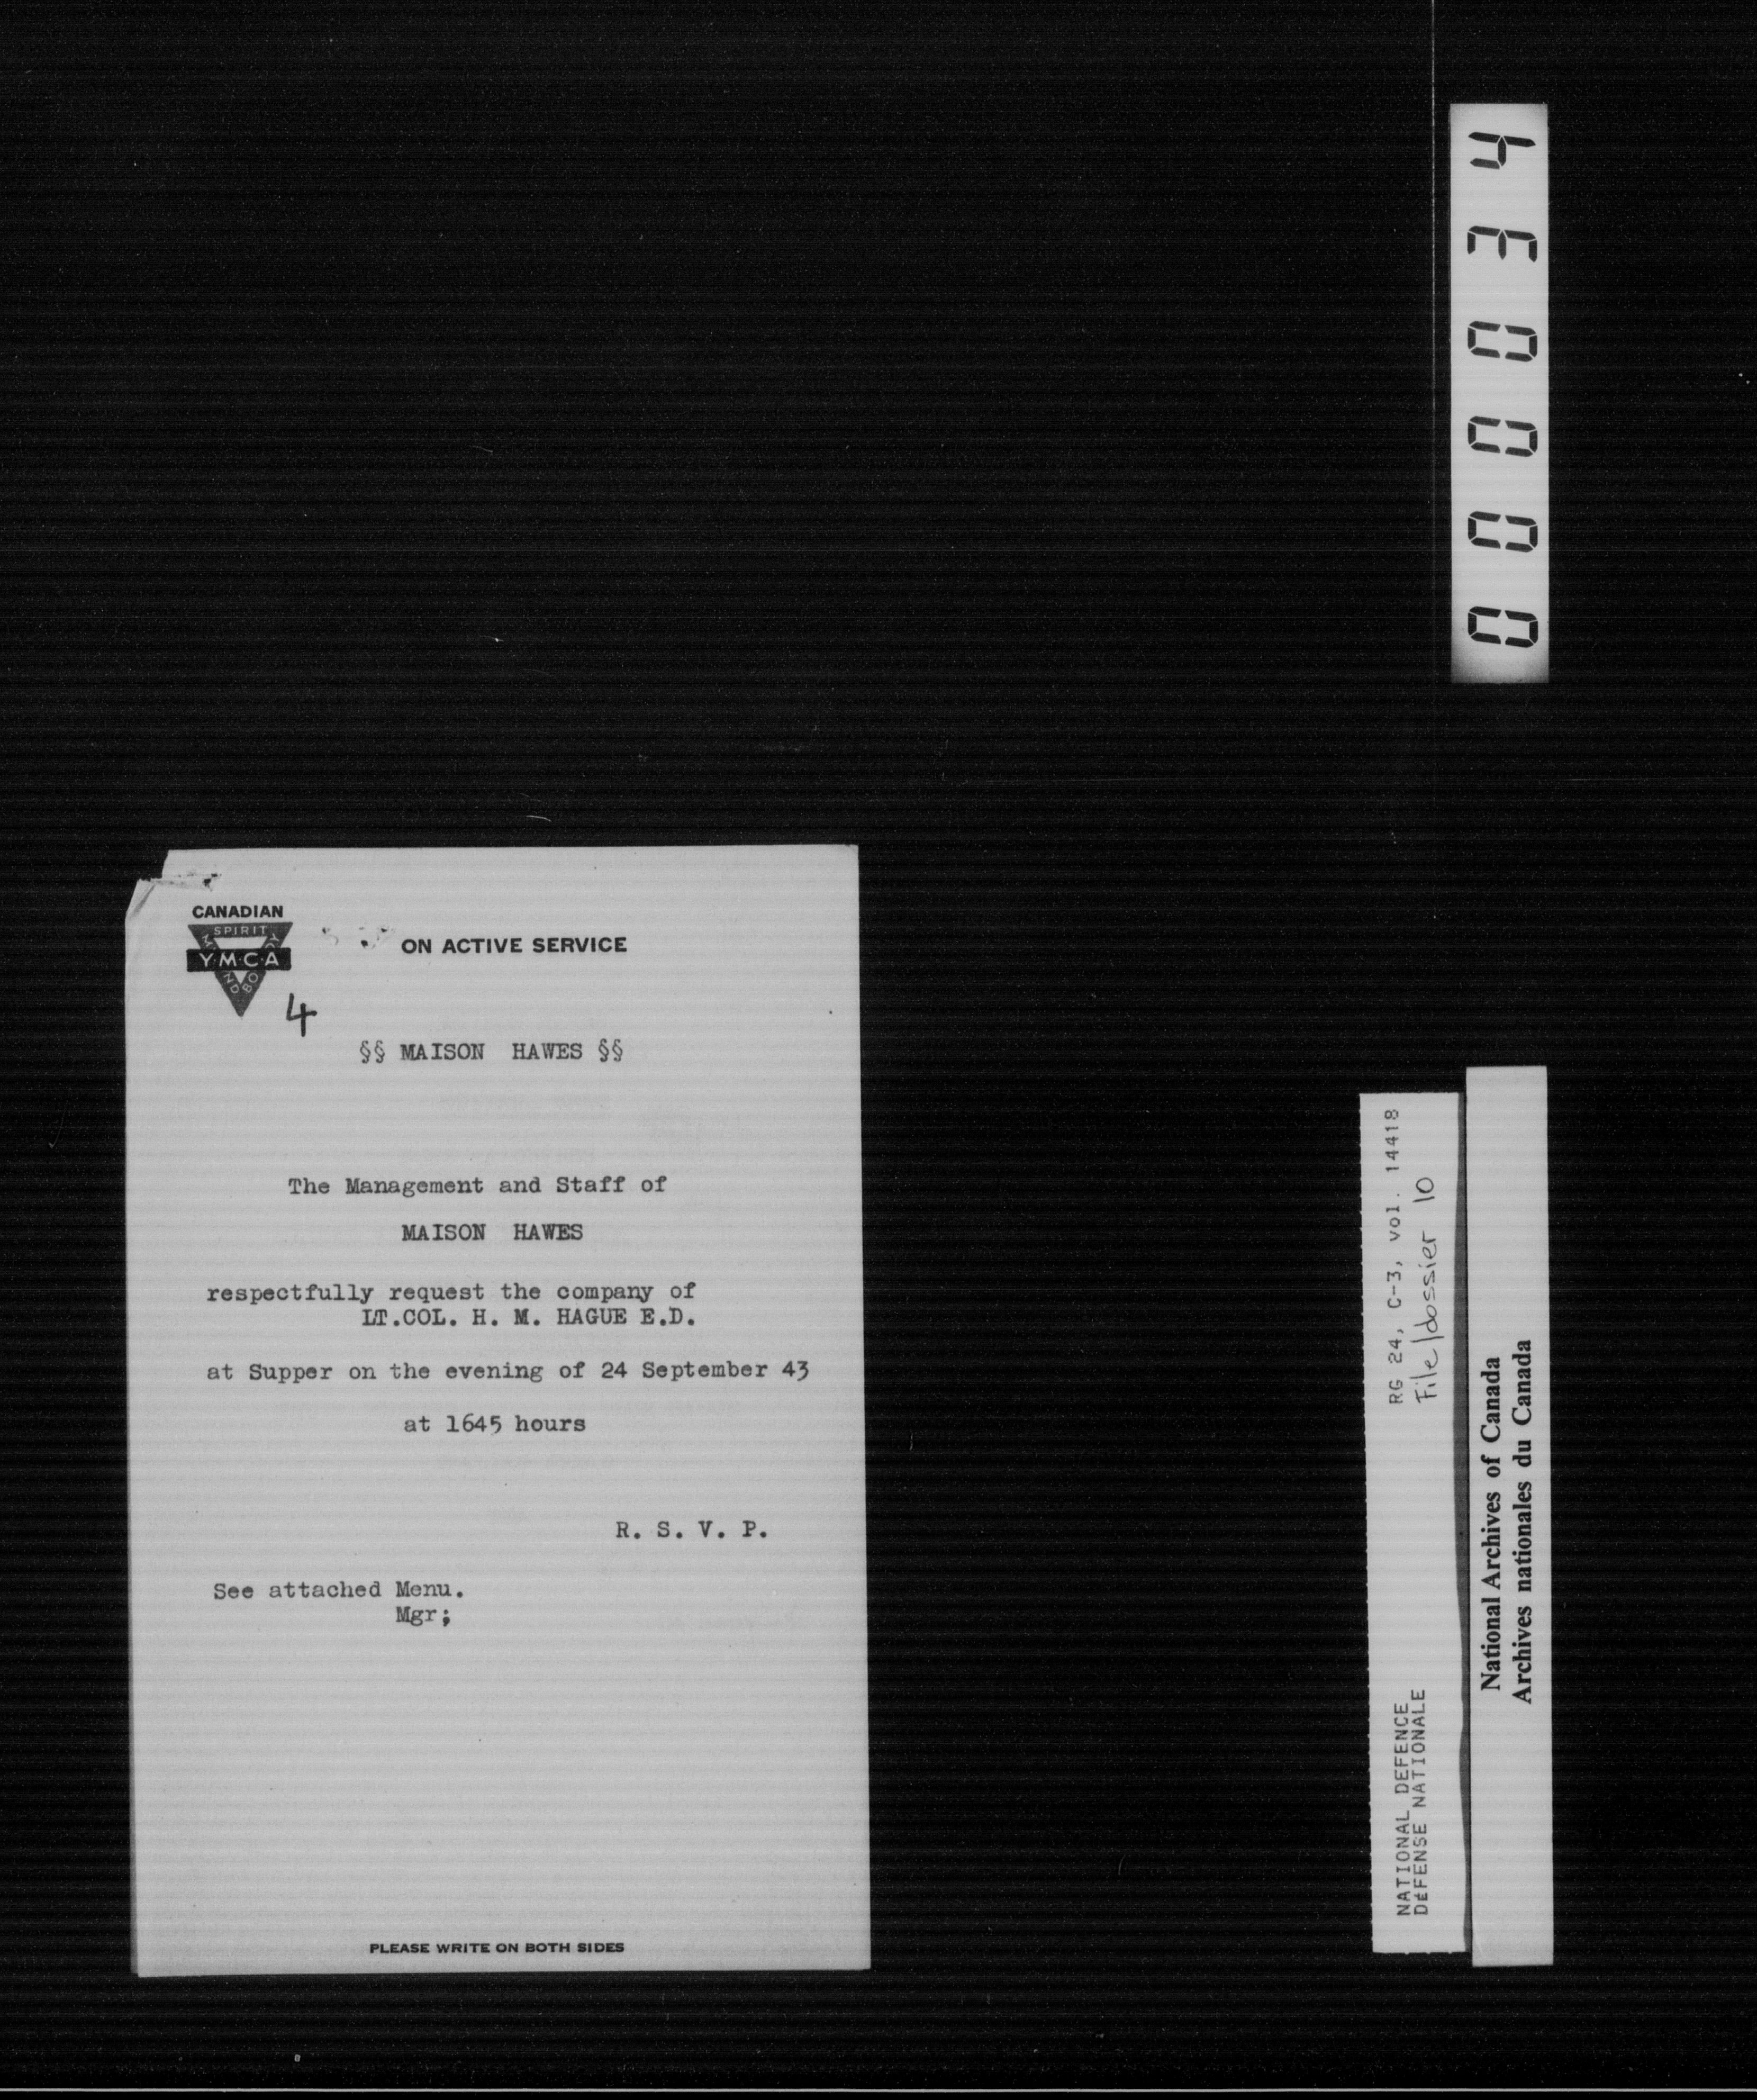 CANADIAN
SPIRIT
MIND
BODY
Y·M·C·A
ON ACTIVE SERVICE
4
§§ MAISON HAWES §§
The Management and Staff of
MAISON HAWES
respectfully request the company of
LT.COL. H. M. HAGUE E.D.
at Supper on the evening of 24 September 43
at 1645 hours
R. S. V. P.
See attached Menu.
Mgr;
PLEASE WRITE ON BOTH SIDES
000034
RG 24, C-3, vol. 14418
File/dossier 10
NATIONAL DEFENCE
DÉFENSE NATIONALE
National Archives of Canada
Archives nationales du Canada